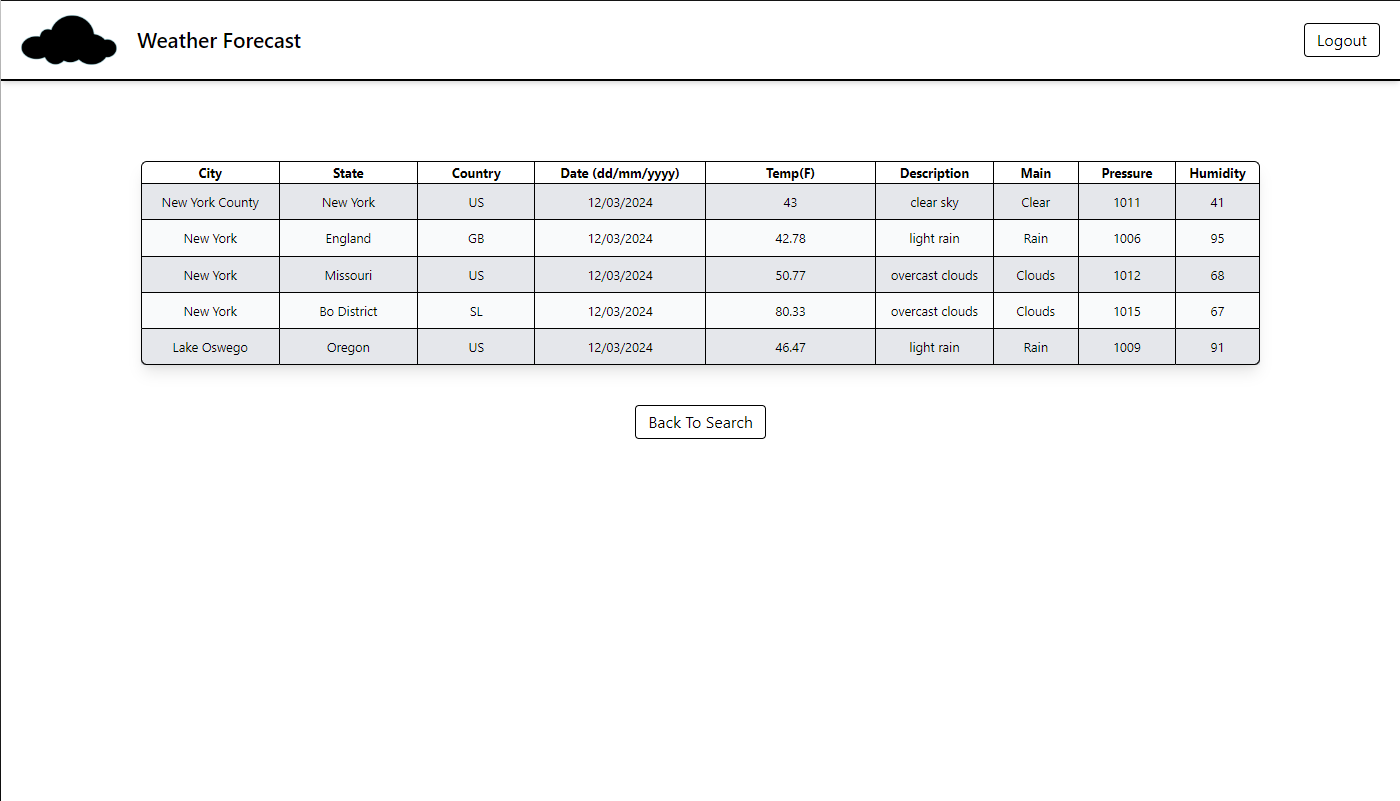 Weather Forecast
Logout
City State Country Date (dd/mm/yyyy) Temp(F) Description Main Pressure Humidity
New York County New York US 12/03/2024 43 clear sky Clear 1011 41
New York England GB 12/03/2024 42.78 light rain Rain 1006 95
New York Missouri US 12/03/2024 50.77 overcast clouds Clouds 1012 68
New York Bo District SL 12/03/2024 80.33 overcast clouds Clouds 1015 67
Lake Oswego Oregon US 12/03/2024 46.47 light rain Rain 1009 91
Back To Search